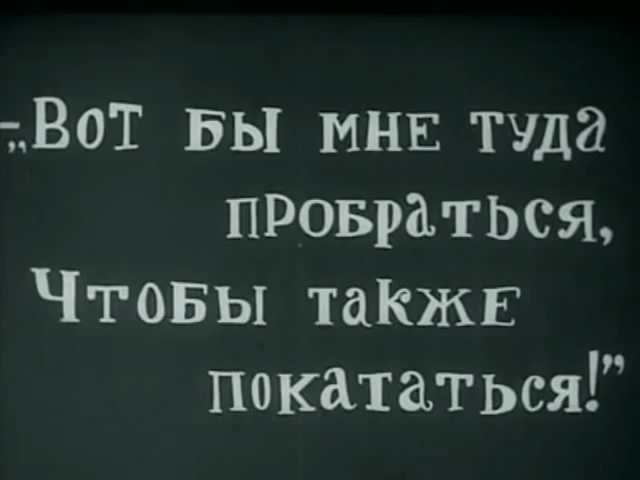 –„Вот бы мне туда
пробраться,
Чтобы также
покататься!”